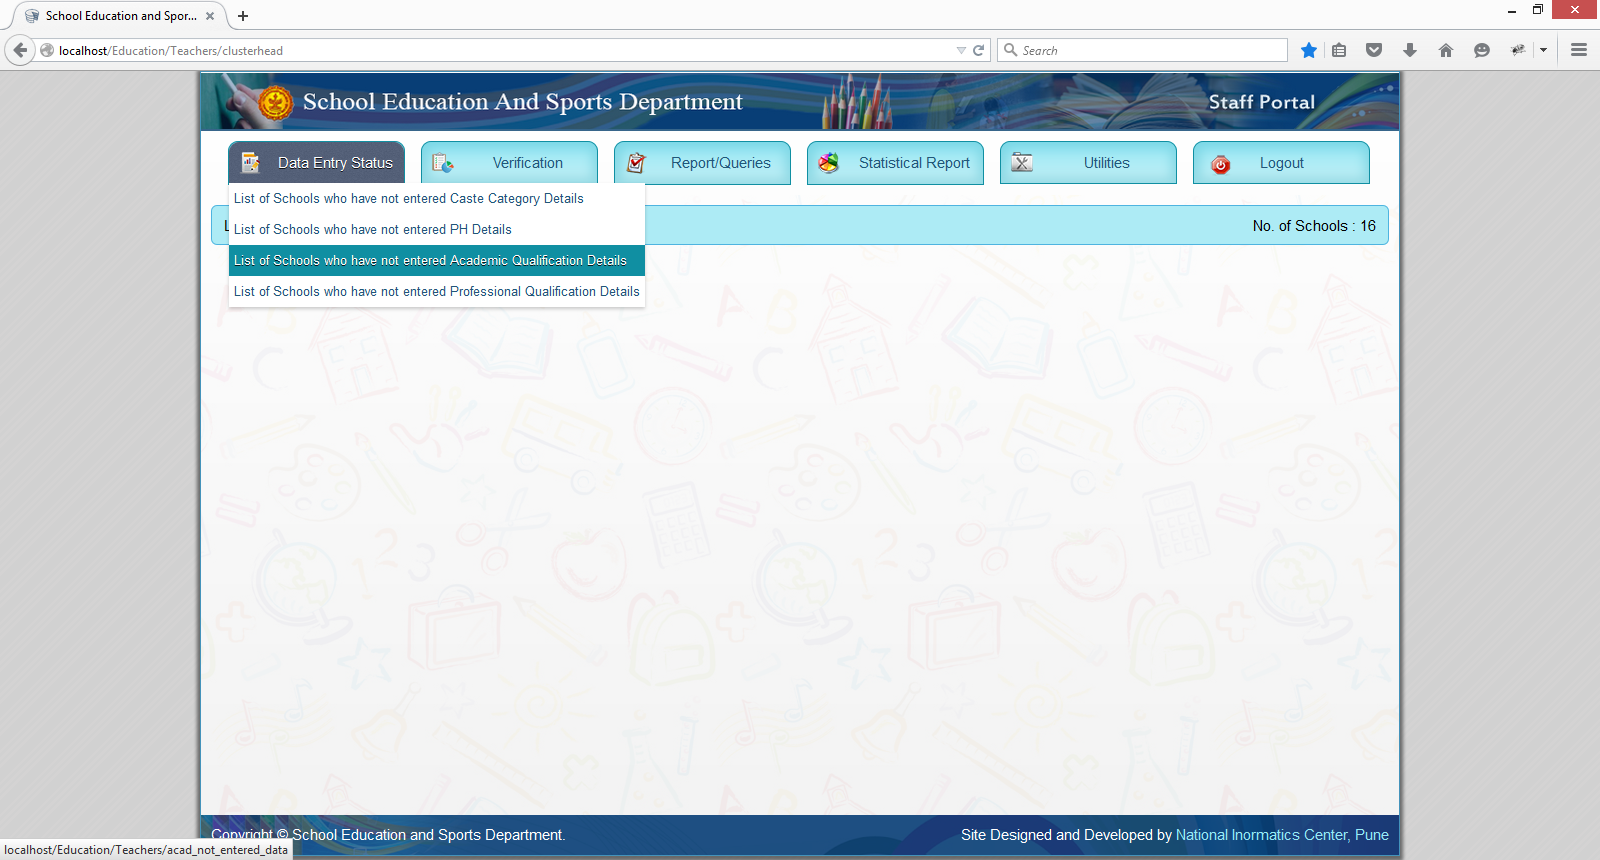 School Education and Spor...
localhost/Education/Teachers/clusterhead
Search
School Education And Sports Department
Staff Portal
Data Entry Status
Verification
Report/Queries
Statistical Report
Utilities
Logout
List of Schools who have not entered Caste Category Details
No. of Schools : 16
List of Schools who have not entered PH Details
List of Schools who have not entered Academic Qualification Details
List of Schools who have not entered Professional Qualification Details
Copyright © School Education and Sports Department.
Site Designed and Developed by National Inormatics Center, Pune
localhost/Education/Teachers/acad_not_entered_data